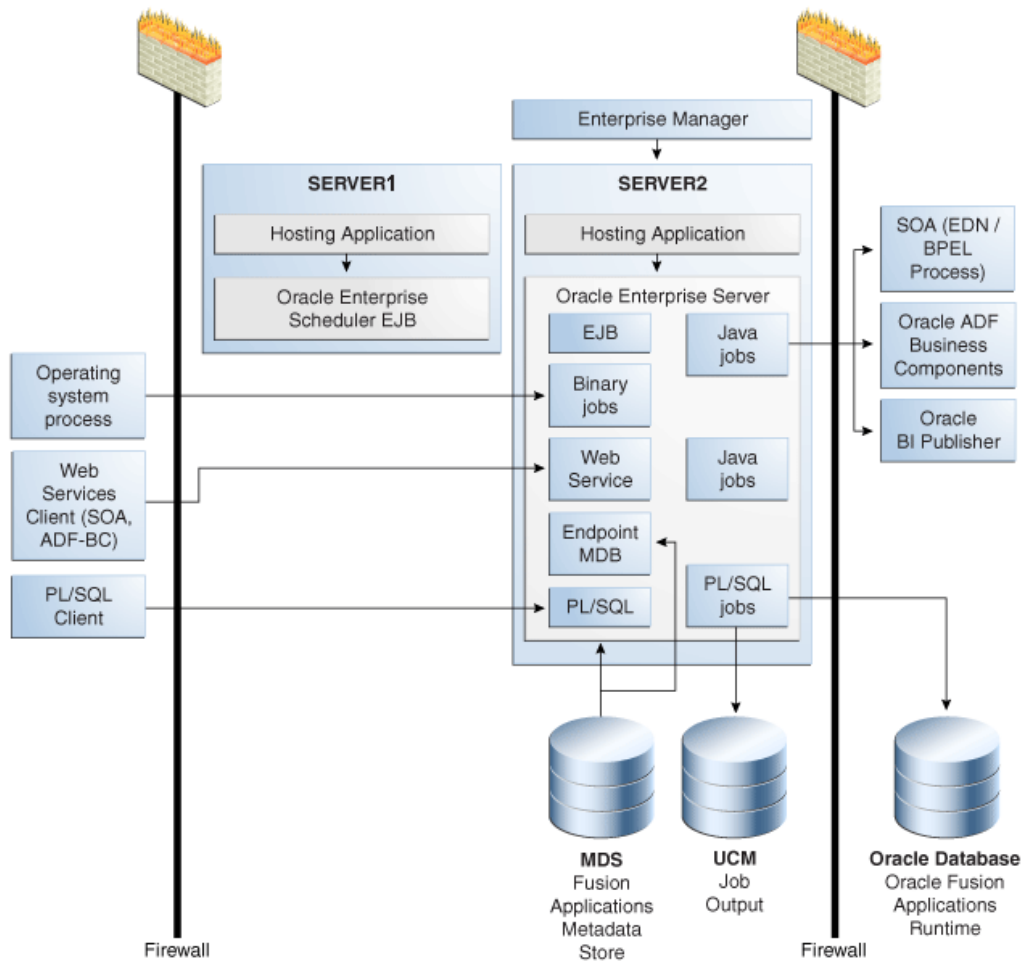 Enterprise Manager
SERVER1
Hosting Application
Oracle Enterprise
Scheduler EJB
SERVER2
Hosting Application
Oracle Enterprise Server
EJB
Java
jobs
Binary
jobs
Web
Service
Java
jobs
Endpoint
MDB
PL/SQL
PL/SQL
jobs
Operating
system
process
Web
Services
Client (SOA,
ADF-BC)
PL/SQL
Client
SOA (EDN /
BPEL
Process)
Oracle ADF
Business
Components
Oracle
BI Publisher
MDS
Fusion
Applications
Metadata
Store
UCM
Job
Output
Oracle Database
Oracle Fusion
Applications
Runtime
Firewall
Firewall